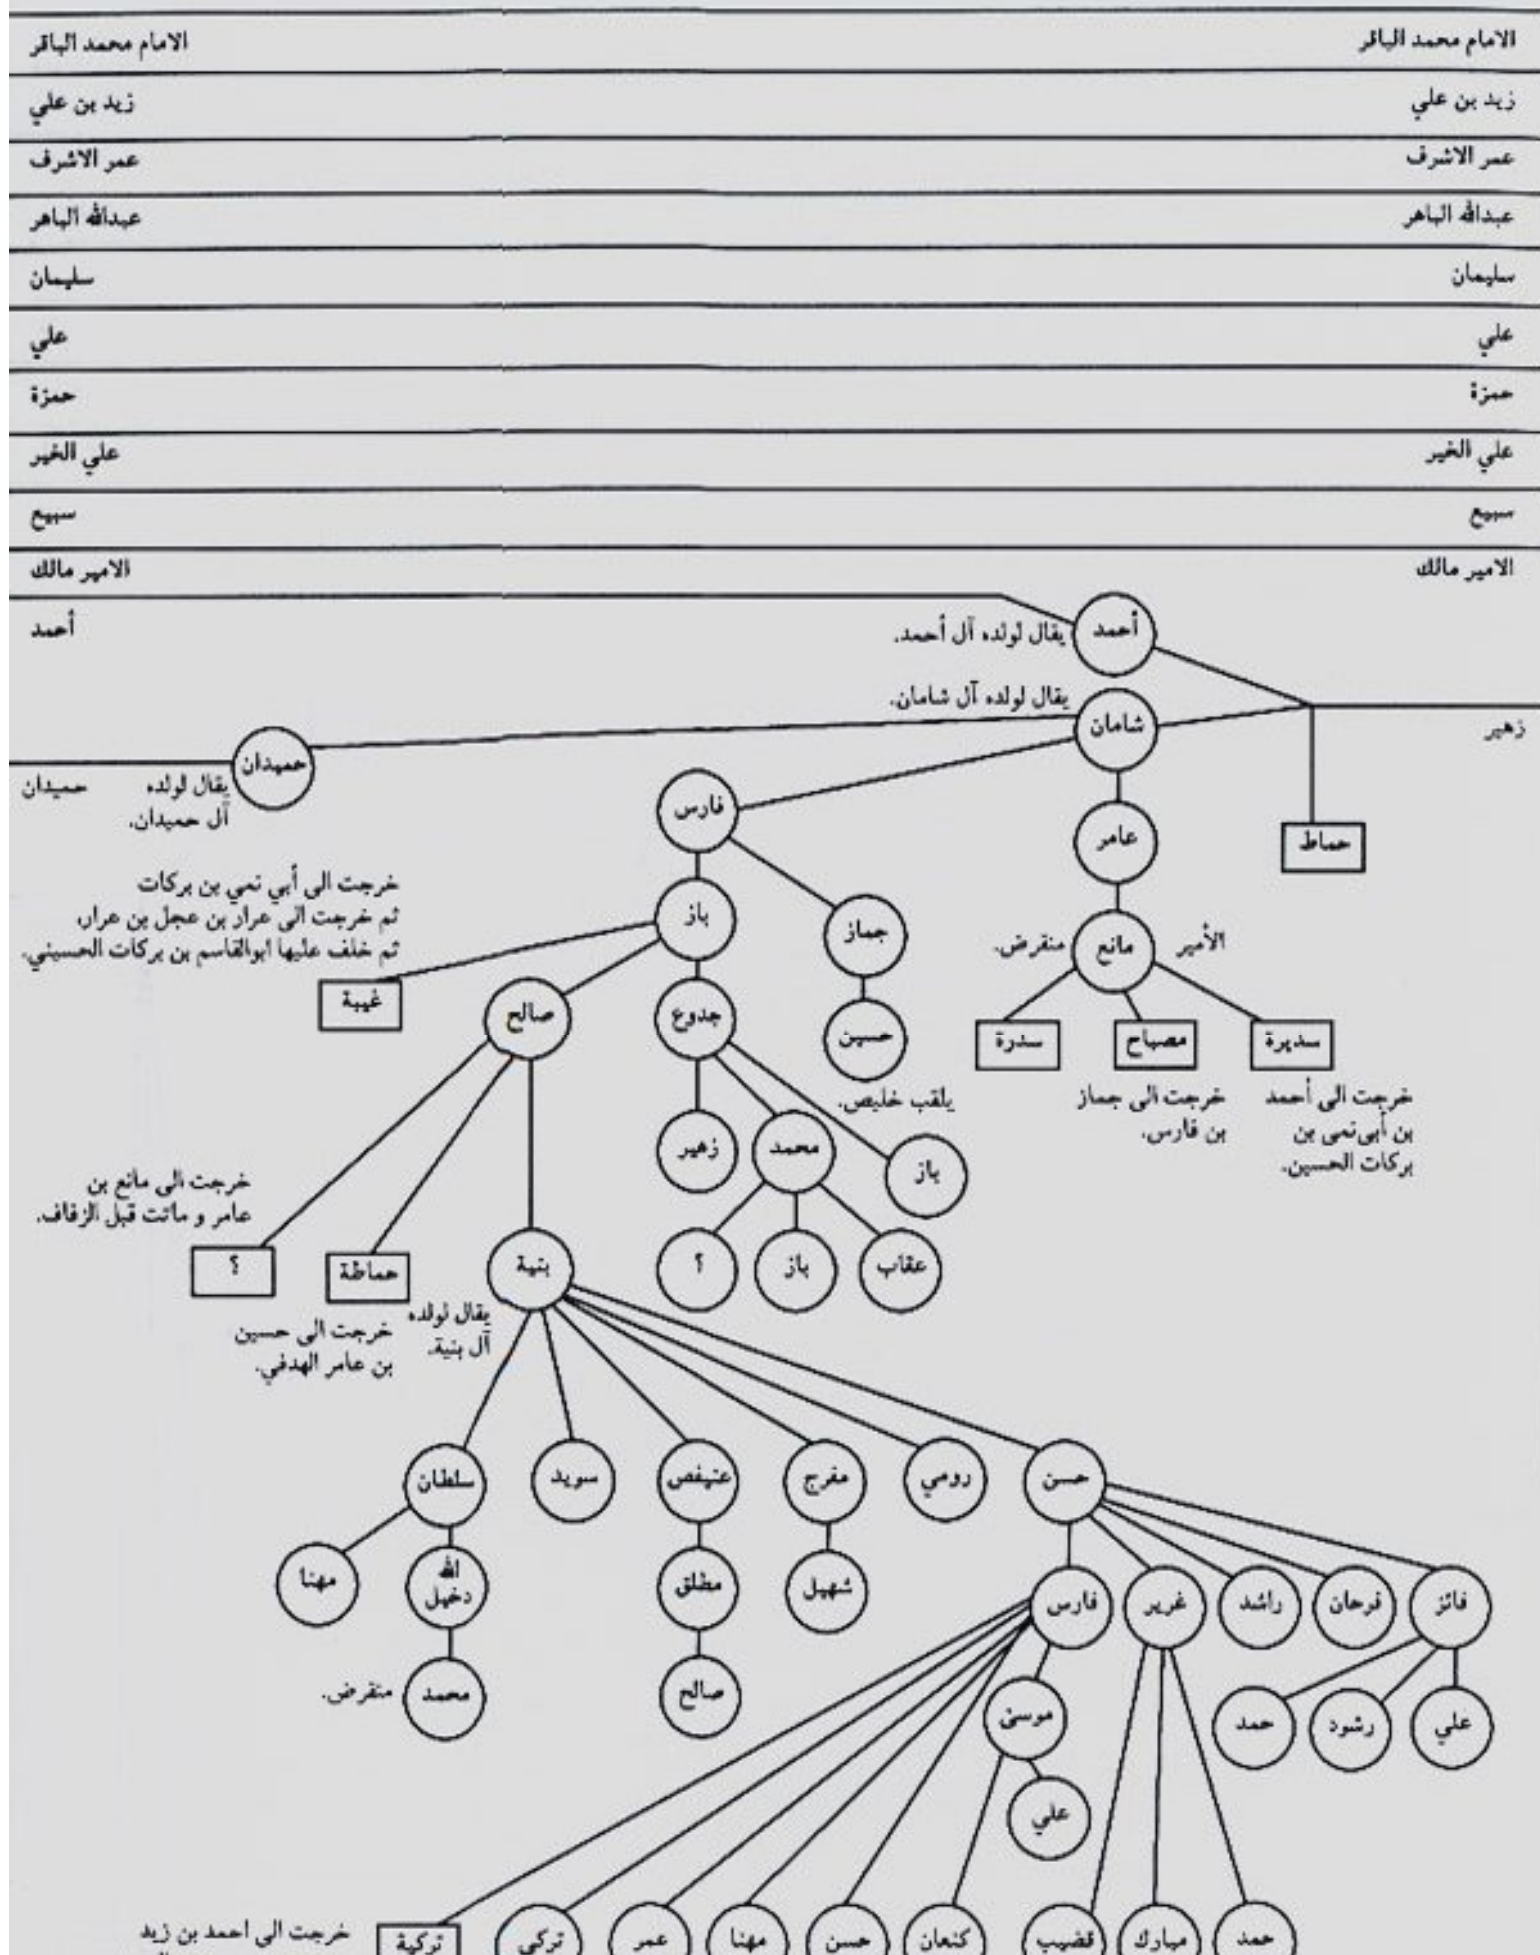 الامام محمد الباقر
الامام محمد الباقر
زيد بن علي
زيد بن علي
عمر الاشرف
عمر الاشرف
عبدالله الباهر
عبدالله الباهر
سليمان
سليمان
علي
علي
حمزة
حمزة
علي الخير
علي الخير
سبيع
سبيع
الامير مالك
الامير مالك
أحمد
يقال لولده آل أحمد.
أحمد
زهير
شامان
يقال لولده آل شامان.
حميدان
يقال لولده
آل حميدان.
حميدان
حماط
عامر
فارس
الأمير
مانع
منقرض.
جماز
باز
خرجت الى أبي نمي بن بركات
ثم خرجت الى عرار بن عجل بن عرار،
ثم خلف عليها ابوالقاسم بن بركات الحسيني.
غيبة
سديرة
خرجت الى أحمد
بن أبي نمي بن
بركات الحسين.
مصباح
خرجت الى جماز
بن فارس.
سدرة
حسين
يلقب خليص.
جدوع
صالح
باز
محمد
زهير
عقاب
باز
؟
بنية
يقال لولده
آل بنية.
حماطة
خرجت الى حسين
بن عامر الهدفي.
خرجت الى مانع بن
عامر و ماتت قبل الزفاف.
؟
حسن
رومي
مفرج
عنيفص
سويد
سلطان
فائز
فرحان
راشد
غرير
فارس
شهيل
مطلق
الله
دخيل
مهنا
علي
رشود
حمد
موسى
صالح
محمد
منقرض.
علي
حمد
مبارك
قضيب
كنعان
حسن
مهنا
عمر
تركي
تركية
خرجت الى احمد بن زيد